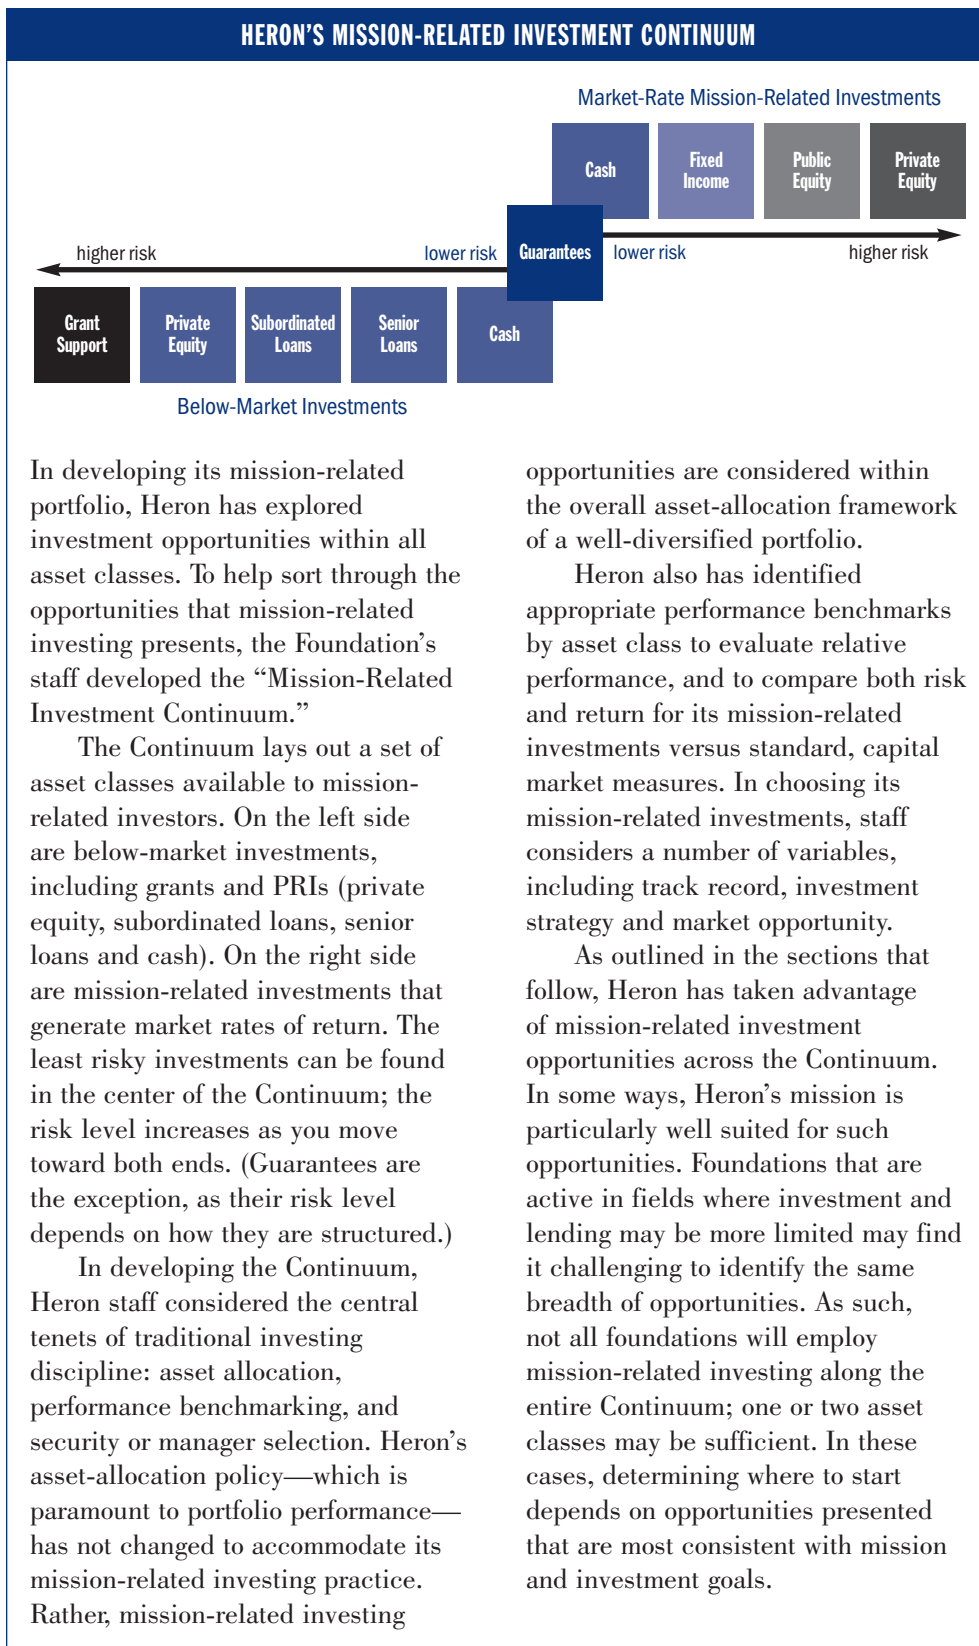 HERON'S MISSION-RELATED INVESTMENT CONTINUUM
Market-Rate Mission-Related Investments
Cash
Fixed
Income
Public
Equity
Private
Equity
higher risk
lower risk
Guarantees
lower risk
higher risk
Grant
Support
Private
Equity
Subordinated
Loans
Senior
Loans
Cash
Below-Market Investments
In developing its mission-related
portfolio, Heron has explored
investment opportunities within all
asset classes. To help sort through the
opportunities that mission-related
investing presents, the Foundation’s
staff developed the “Mission-Related
Investment Continuum.”
The Continuum lays out a set of
asset classes available to mission-
related investors. On the left side
are below-market investments,
including grants and PRIs (private
equity, subordinated loans, senior
loans and cash). On the right side
are mission-related investments that
generate market rates of return. The
least risky investments can be found
in the center of the Continuum; the
risk level increases as you move
toward both ends. (Guarantees are
the exception, as their risk level
depends on how they are structured.)
In developing the Continuum,
Heron staff considered the central
tenets of traditional investing
discipline: asset allocation,
performance benchmarking, and
security or manager selection. Heron’s
asset-allocation policy—which is
paramount to portfolio performance—
has not changed to accommodate its
mission-related investing practice.
Rather, mission-related investing
opportunities are considered within
the overall asset-allocation framework
of a well-diversified portfolio.
Heron also has identified
appropriate performance benchmarks
by asset class to evaluate relative
performance, and to compare both risk
and return for its mission-related
investments versus standard, capital
market measures. In choosing its
mission-related investments, staff
considers a number of variables,
including track record, investment
strategy and market opportunity.
As outlined in the sections that
follow, Heron has taken advantage
of mission-related investment
opportunities across the Continuum.
In some ways, Heron’s mission is
particularly well suited for such
opportunities. Foundations that are
active in fields where investment and
lending may be more limited may find
it challenging to identify the same
breadth of opportunities. As such,
not all foundations will employ
mission-related investing along the
entire Continuum; one or two asset
classes may be sufficient. In these
cases, determining where to start
depends on opportunities presented
that are most consistent with mission
and investment goals.